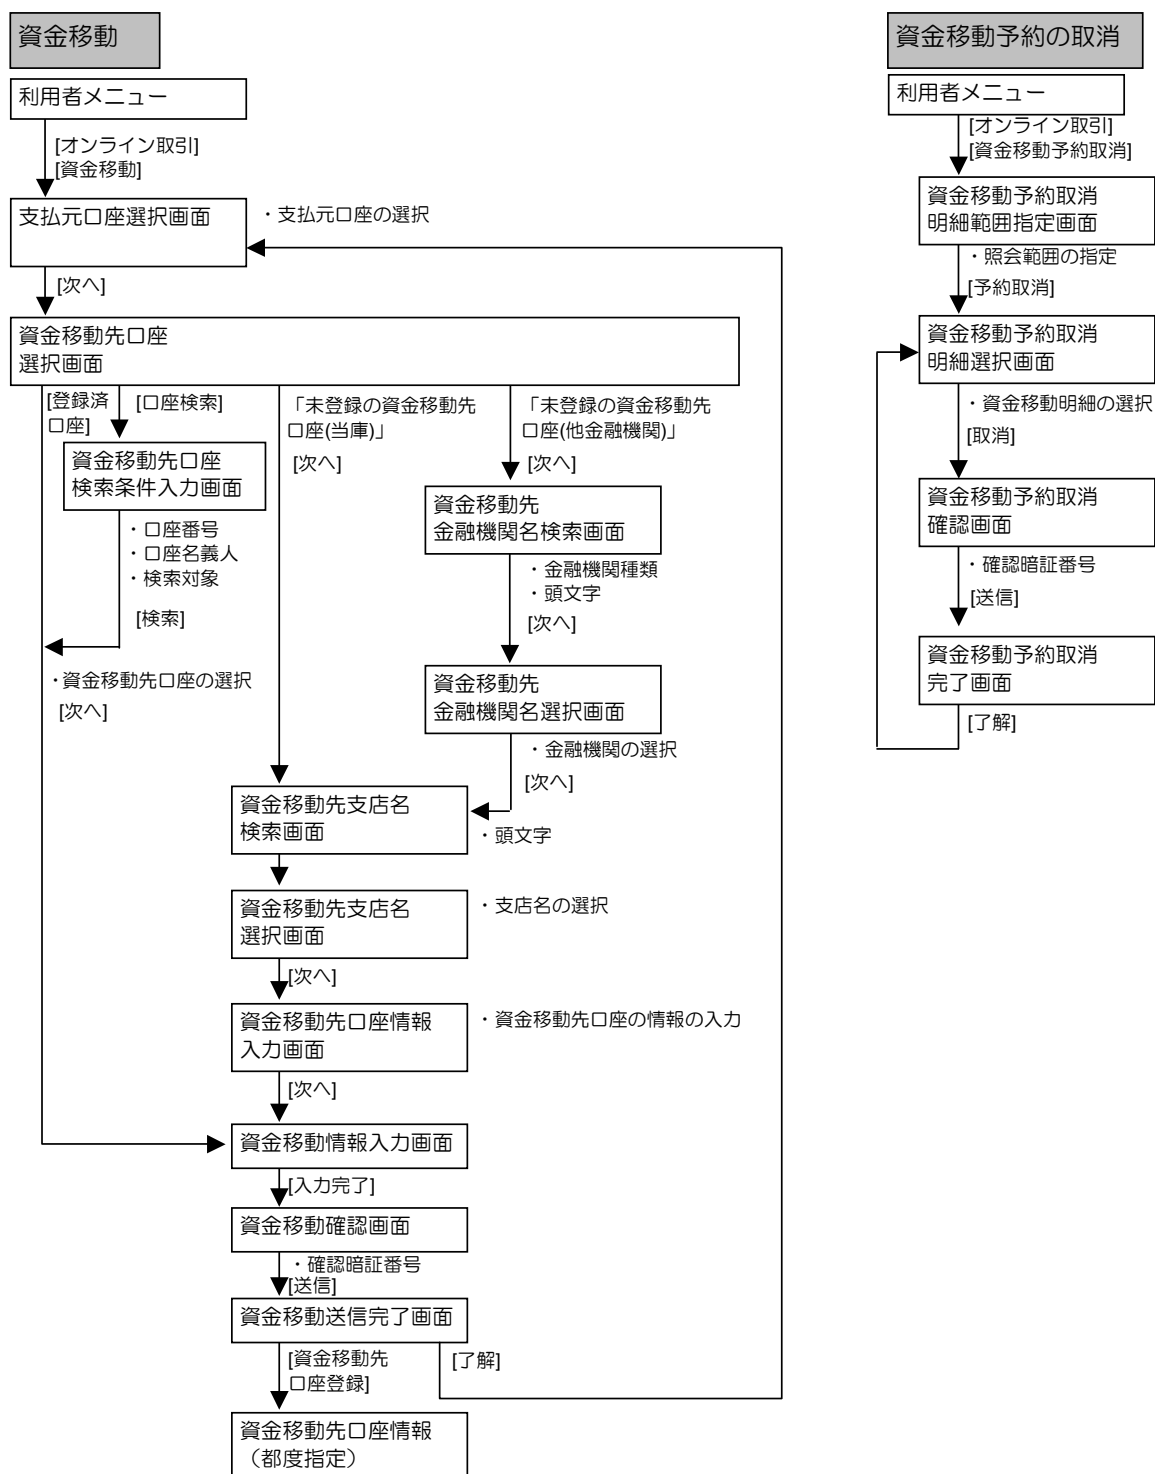 資金移動
利用者メニュー
[オンライン取引]
[資金移動]
支払元口座選択画面
・支払元口座の選択
[次へ]
資金移動先口座
選択画面
[登録済
口座]
[口座検索]
資金移動先口座
検索条件入力画面
・口座番号
・口座名義人
・検索対象
[検索]
・資金移動先口座の選択
[次へ]
「未登録の資金移動先
口座(当庫)」
[次へ]
「未登録の資金移動先
口座(他金融機関)」
[次へ]
資金移動先
金融機関名検索画面
・金融機関種類
・頭文字
[次へ]
資金移動先
金融機関名選択画面
・金融機関の選択
[次へ]
資金移動先支店名
検索画面
・頭文字
資金移動先支店名
選択画面
・支店名の選択
[次へ]
資金移動先口座情報
入力画面
・資金移動先口座の情報の入力
[次へ]
資金移動情報入力画面
[入力完了]
資金移動確認画面
・確認暗証番号
[送信]
資金移動送信完了画面
[資金移動先
口座登録]
[了解]
資金移動先口座情報
（都度指定）
資金移動予約の取消
利用者メニュー
[オンライン取引]
[資金移動予約取消]
資金移動予約取消
明細範囲指定画面
・照会範囲の指定
[予約取消]
資金移動予約取消
明細選択画面
・資金移動明細の選択
[取消]
資金移動予約取消
確認画面
・確認暗証番号
[送信]
資金移動予約取消
完了画面
[了解]